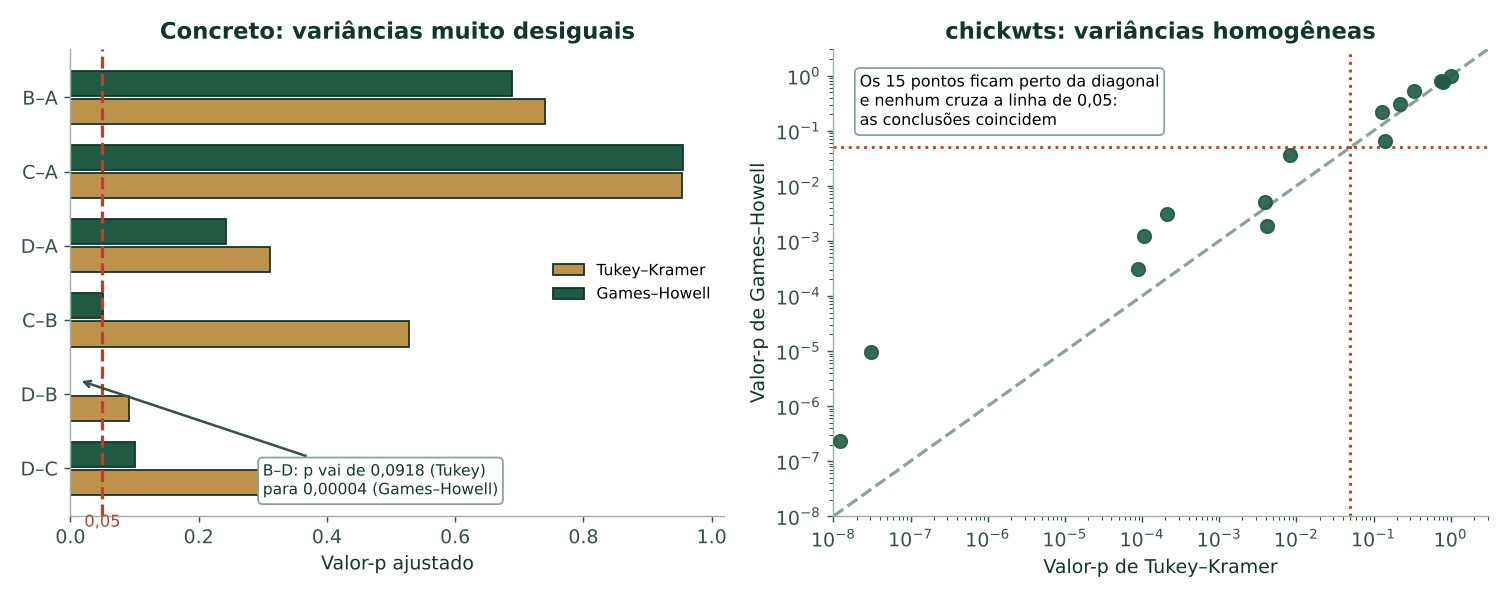 Concreto: variâncias muito desiguais
B–A
C–A
D–A
C–B
D–B
D–C
Tukey–Kramer
Games–Howell
B–D: p vai de 0,0918 (Tukey)
para 0,00004 (Games–Howell)
0,05
0.0 0.2 0.4 0.6 0.8 1.0
Valor-p ajustado
chickwts: variâncias homogêneas
Os 15 pontos ficam perto da diagonal
e nenhum cruza a linha de 0,05:
as conclusões coincidem
Valor-p de Games–Howell
10⁰
10⁻¹
10⁻²
10⁻³
10⁻⁴
10⁻⁵
10⁻⁶
10⁻⁷
10⁻⁸
10⁻⁸ 10⁻⁷ 10⁻⁶ 10⁻⁵ 10⁻⁴ 10⁻³ 10⁻² 10⁻¹ 10⁰
Valor-p de Tukey–Kramer